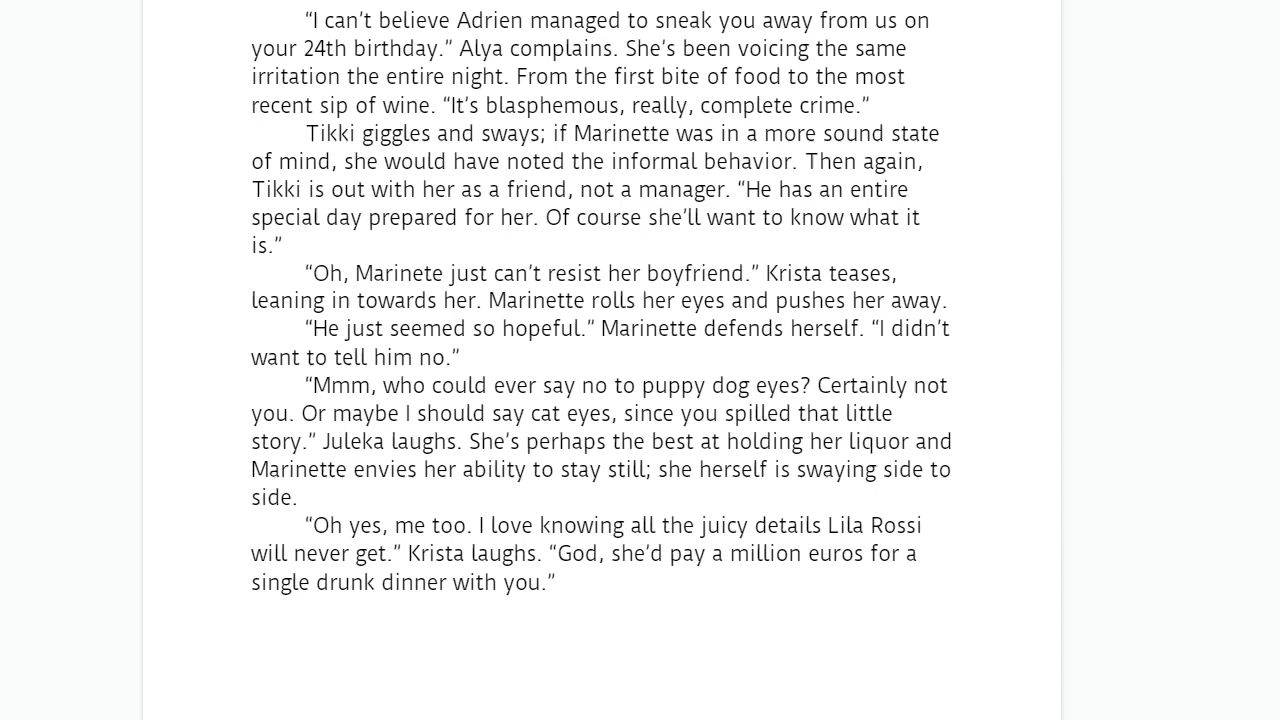 “I can’t believe Adrien managed to sneak you away from us on
your 24th birthday.” Alya complains. She’s been voicing the same
irritation the entire night. From the first bite of food to the most
recent sip of wine. “It’s blasphemous, really, complete crime.”
Tikki giggles and sways; if Marinette was in a more sound state
of mind, she would have noted the informal behavior. Then again,
Tikki is out with her as a friend, not a manager. “He has an entire
special day prepared for her. Of course she’ll want to know what it
is.”
“Oh, Marinete just can’t resist her boyfriend.” Krista teases,
leaning in towards her. Marinette rolls her eyes and pushes her away.
“He just seemed so hopeful.” Marinette defends herself. “I didn’t
want to tell him no.”
“Mmm, who could ever say no to puppy dog eyes? Certainly not
you. Or maybe I should say cat eyes, since you spilled that little
story.” Juleka laughs. She’s perhaps the best at holding her liquor and
Marinette envies her ability to stay still; she herself is swaying side to
side.
“Oh yes, me too. I love knowing all the juicy details Lila Rossi
will never get.” Krista laughs. “God, she’d pay a million euros for a
single drunk dinner with you.”